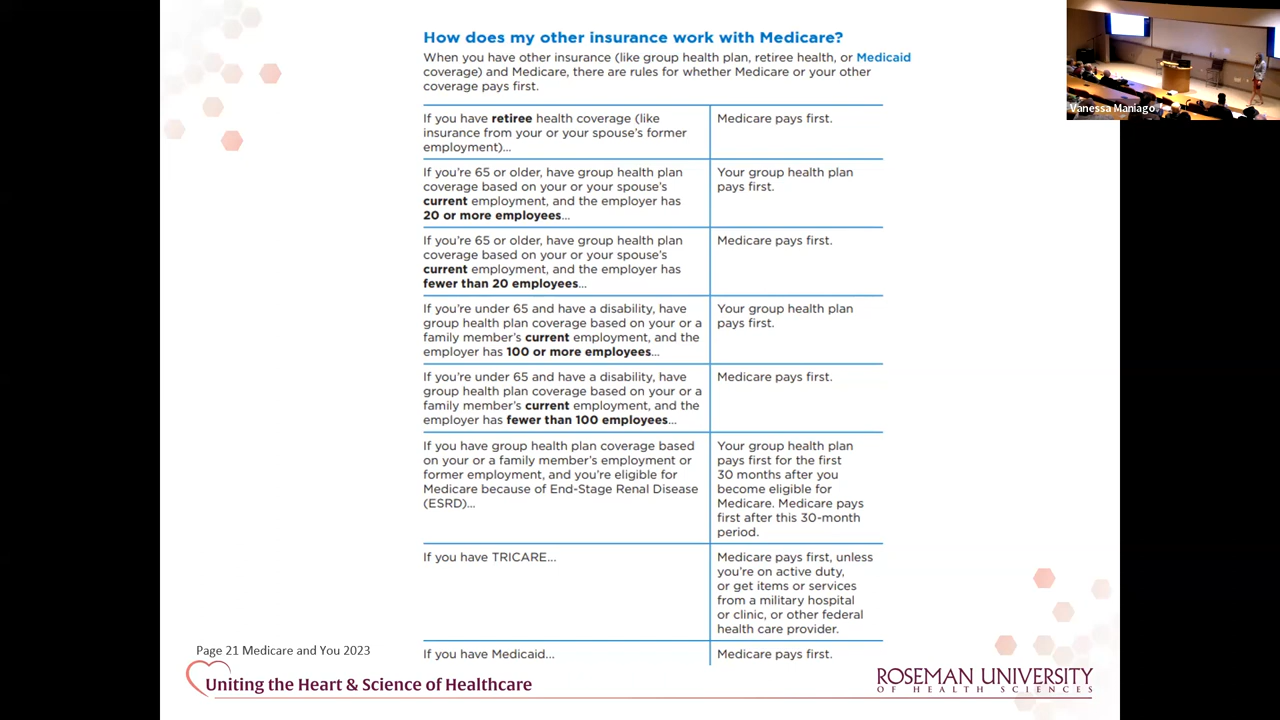 How does my other insurance work with Medicare?
When you have other insurance (like group health plan, retiree health, or Medicaid
coverage) and Medicare, there are rules for whether Medicare or your other
coverage pays first.
If you have retiree health coverage (like
insurance from your or your spouse's former
employment)...
Medicare pays first.
If you're 65 or older, have group health plan
coverage based on your or your spouse's
current employment, and the employer has
20 or more employees...
Your group health plan
pays first.
If you're 65 or older, have group health plan
coverage based on your or your spouse's
current employment, and the employer has
fewer than 20 employees...
Medicare pays first.
If you're under 65 and have a disability, have
group health plan coverage based on your or a
family member's current employment, and the
employer has 100 or more employees...
Your group health plan
pays first.
If you're under 65 and have a disability, have
group health plan coverage based on your or a
family member's current employment, and the
employer has fewer than 100 employees...
Medicare pays first.
If you have group health plan coverage based
on your or a family member's employment or
former employment, and you're eligible for
Medicare because of End-Stage Renal Disease
(ESRD)...
Your group health plan
pays first for the first
30 months after you
become eligible for
Medicare. Medicare pays
first after this 30-month
period.
If you have TRICARE...
Medicare pays first, unless
you're on active duty,
or get items or services
from a military hospital
or clinic, or other federal
health care provider.
If you have Medicaid...
Medicare pays first.
Page 21 Medicare and You 2023
Uniting the Heart & Science of Healthcare
ROSEMAN UNIVERSITY
OF HEALTH SCIENCES
Vanessa Maniago